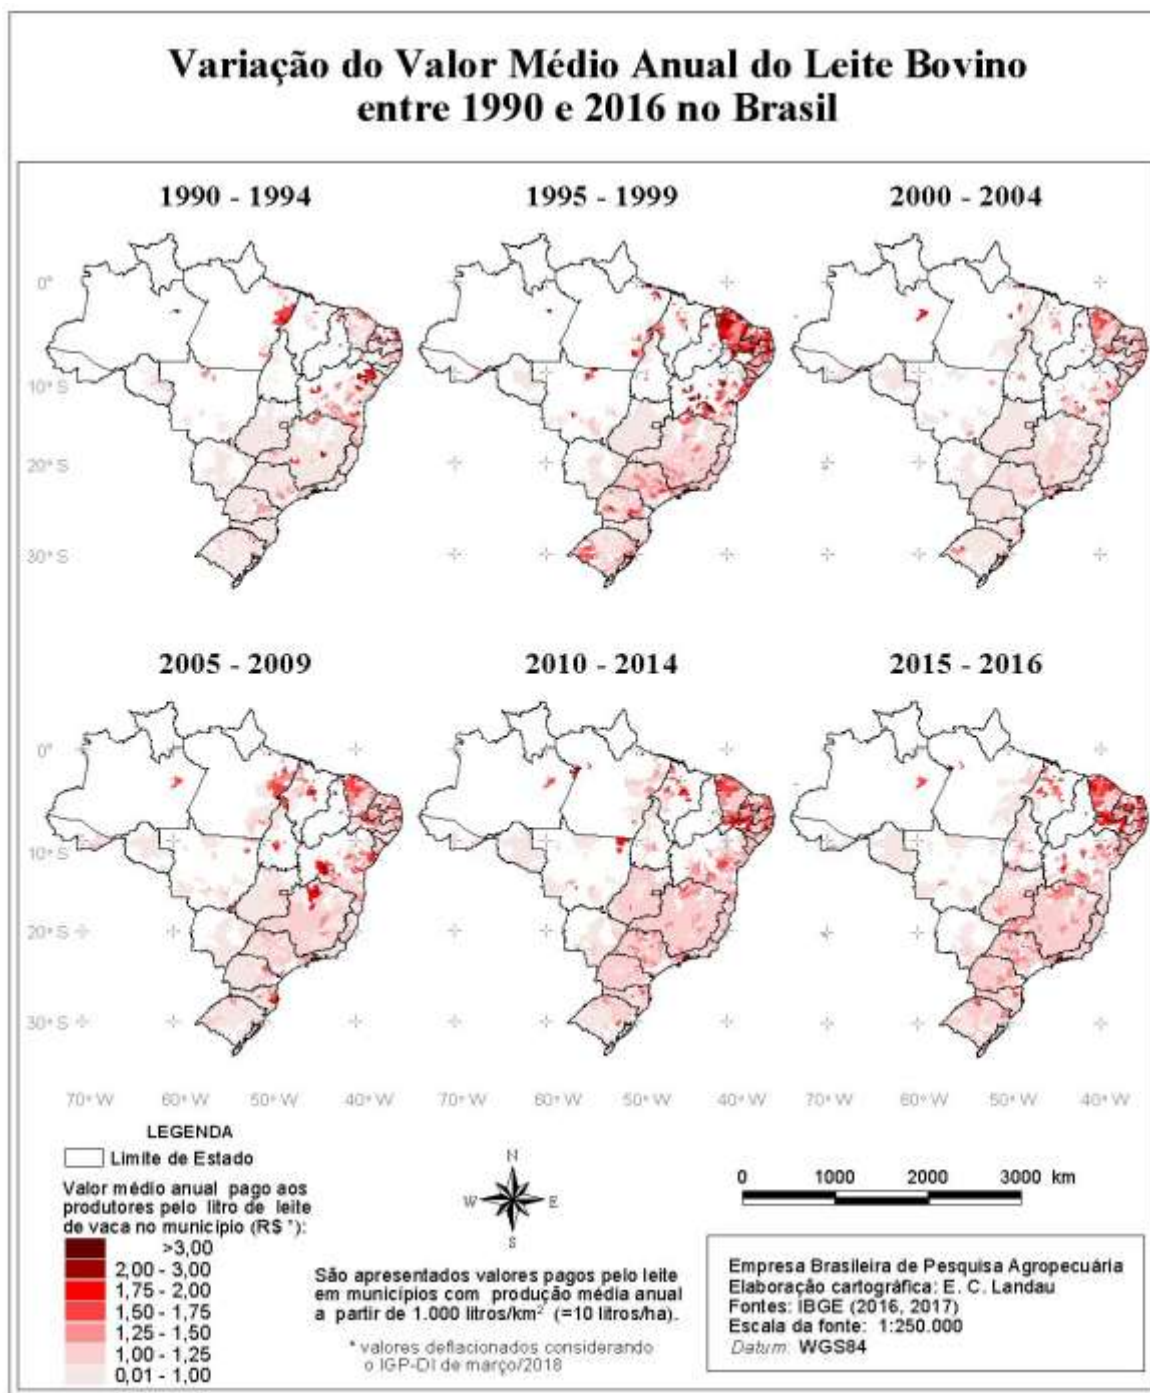 Variação do Valor Médio Anual do Leite Bovino
entre 1990 e 2016 no Brasil
1990 - 1994
1995 - 1999
2000 - 2004
0°
10° S
20° S
30° S
2005 - 2009
2010 - 2014
2015 - 2016
0°
10° S
20° S
30° S
70° W 60° W 50° W 40° W
70° W 60° W 50° W 40° W
70° W 60° W 50° W 40° W
LEGENDA
Limite de Estado
Valor médio anual pago aos
produtores pelo litro de leite
de vaca no município (R$ *):
>3,00
2,00 - 3,00
1,75 - 2,00
1,50 - 1,75
1,25 - 1,50
1,00 - 1,25
0,01 - 1,00
N
W E
S
São apresentados valores pagos pelo leite
em municípios com produção média anual
a partir de 1.000 litros/km² (=10 litros/ha).
* valores deflacionados considerando
o IGP-DI de março/2018
0 1000 2000 3000 km
Empresa Brasileira de Pesquisa Agropecuária
Elaboração cartográfica: E. C. Landau
Fontes: IBGE (2016, 2017)
Escala da fonte: 1:250.000
Datum: WGS84